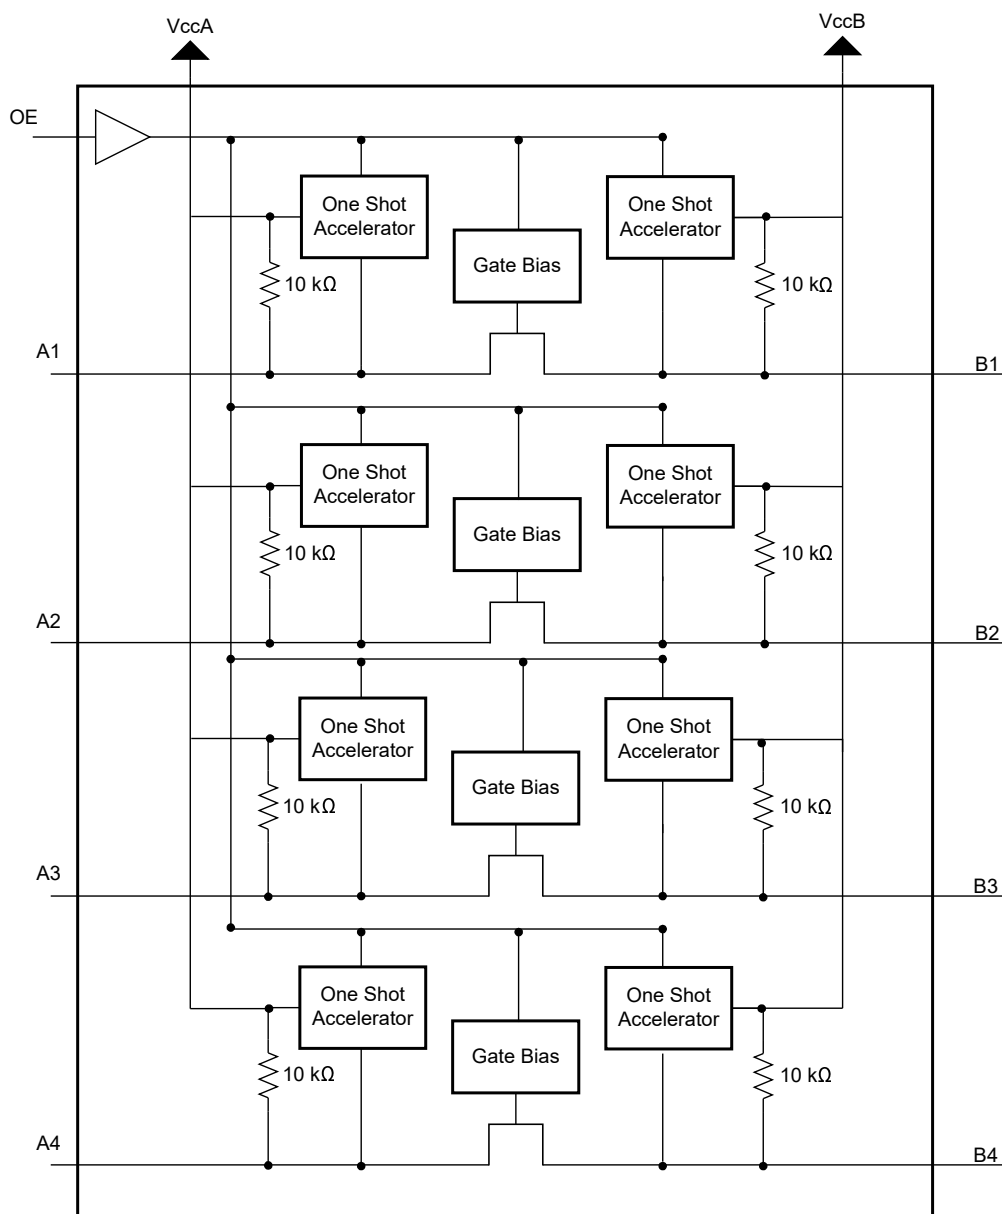 VccA
VccB
OE
One Shot
Accelerator
One Shot
Accelerator
Gate Bias
10 kΩ
10 kΩ
A1
B1
One Shot
Accelerator
One Shot
Accelerator
Gate Bias
10 kΩ
10 kΩ
A2
B2
One Shot
Accelerator
One Shot
Accelerator
Gate Bias
10 kΩ
10 kΩ
A3
B3
One Shot
Accelerator
One Shot
Accelerator
Gate Bias
10 kΩ
10 kΩ
A4
B4